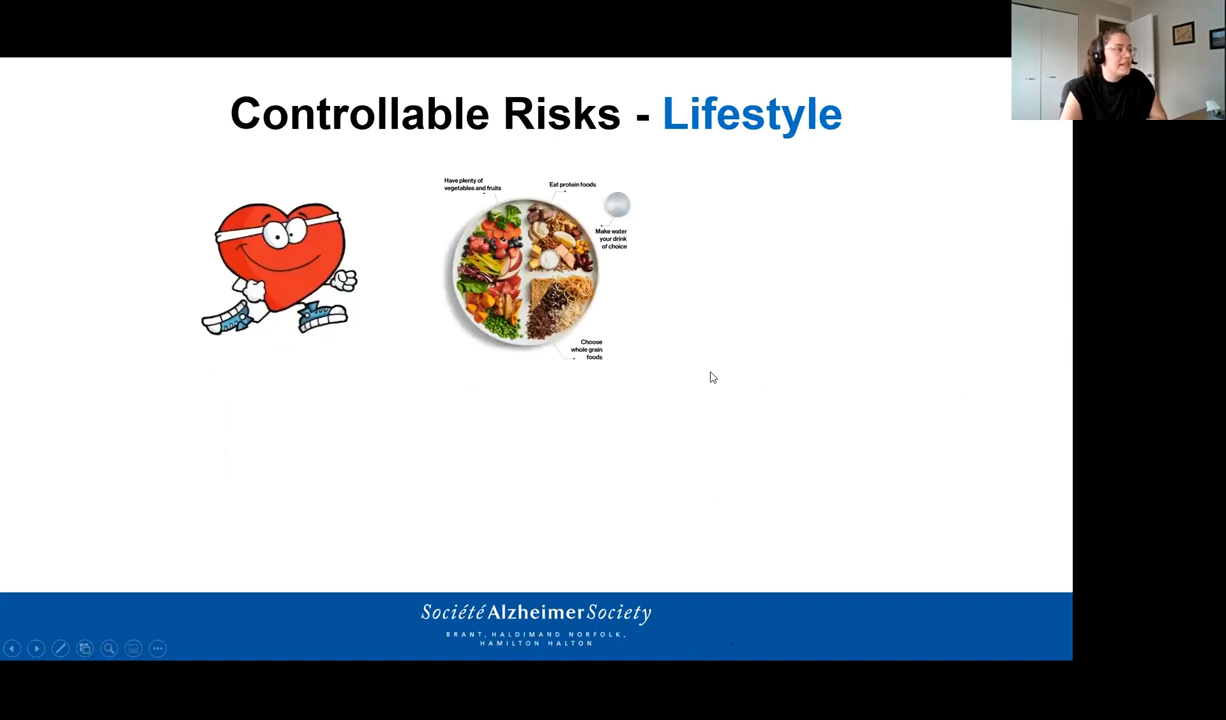 Controllable Risks - Lifestyle
Have plenty of
vegetables and fruits
Eat protein foods
Make water
your drink
of choice
Choose
whole grain
foods
Société Alzheimer Society
BRANT, HALDIMAND NORFOLK,
HAMILTON HALTON